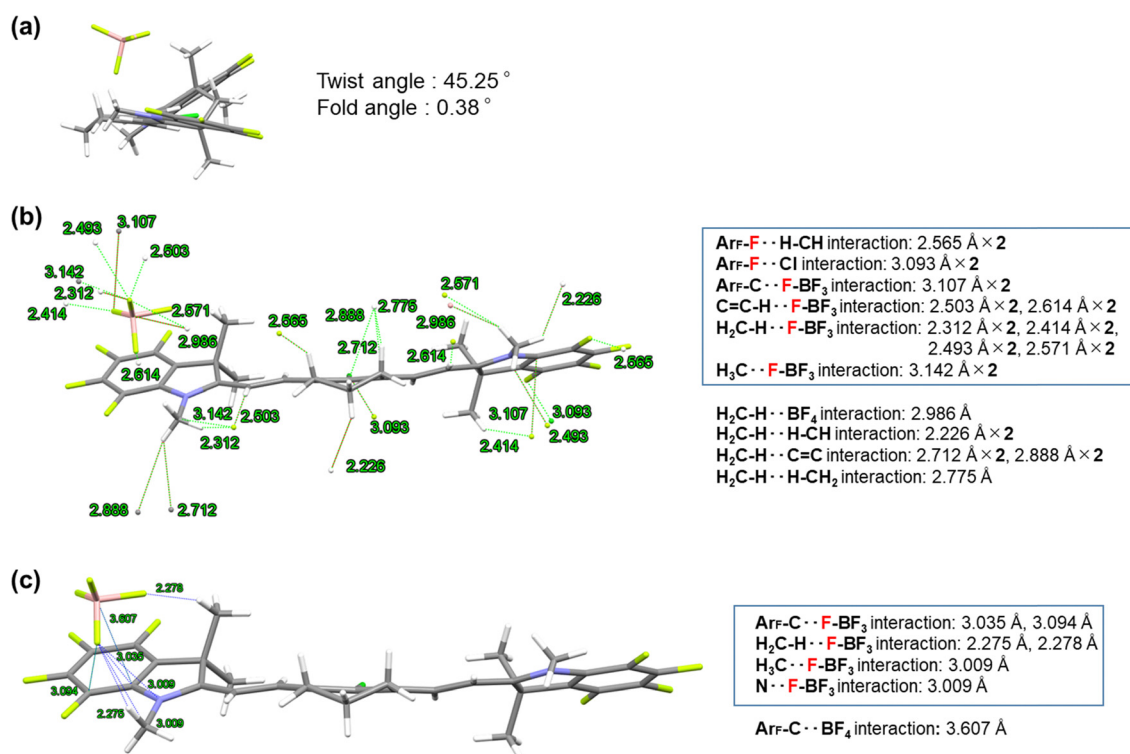 (a)
Twist angle : 45.25°
Fold angle : 0.38°
(b)
2.493
3.107
2.503
3.142
2.312
2.414
2.571
2.986
2.614
2.565
2.888
2.775
2.712
2.571
2.986
2.226
2.614
2.565
3.142
2.503
2.312
3.093
2.226
3.107
3.093
2.493
2.414
2.888
2.712
ArF-F··H-CH interaction: 2.565 Å×2
ArF-F··Cl interaction: 3.093 Å×2
ArF-C··F-BF3 interaction: 3.107 Å×2
C=C-H··F-BF3 interaction: 2.503 Å×2, 2.614 Å×2
H2C-H··F-BF3 interaction: 2.312 Å×2, 2.414 Å×2,
2.493 Å×2, 2.571 Å×2
H3C··F-BF3 interaction: 3.142 Å×2
H2C-H··BF4 interaction: 2.986 Å
H2C-H··H-CH interaction: 2.226 Å×2
H2C-H··C=C interaction: 2.712 Å×2, 2.888 Å×2
H2C-H··H-CH2 interaction: 2.775 Å
(c)
2.278
3.607
3.035
3.094
3.009
2.275
3.009
ArF-C··F-BF3 interaction: 3.035 Å, 3.094 Å
H2C-H··F-BF3 interaction: 2.275 Å, 2.278 Å
H3C··F-BF3 interaction: 3.009 Å
N··F-BF3 interaction: 3.009 Å
ArF-C··BF4 interaction: 3.607 Å